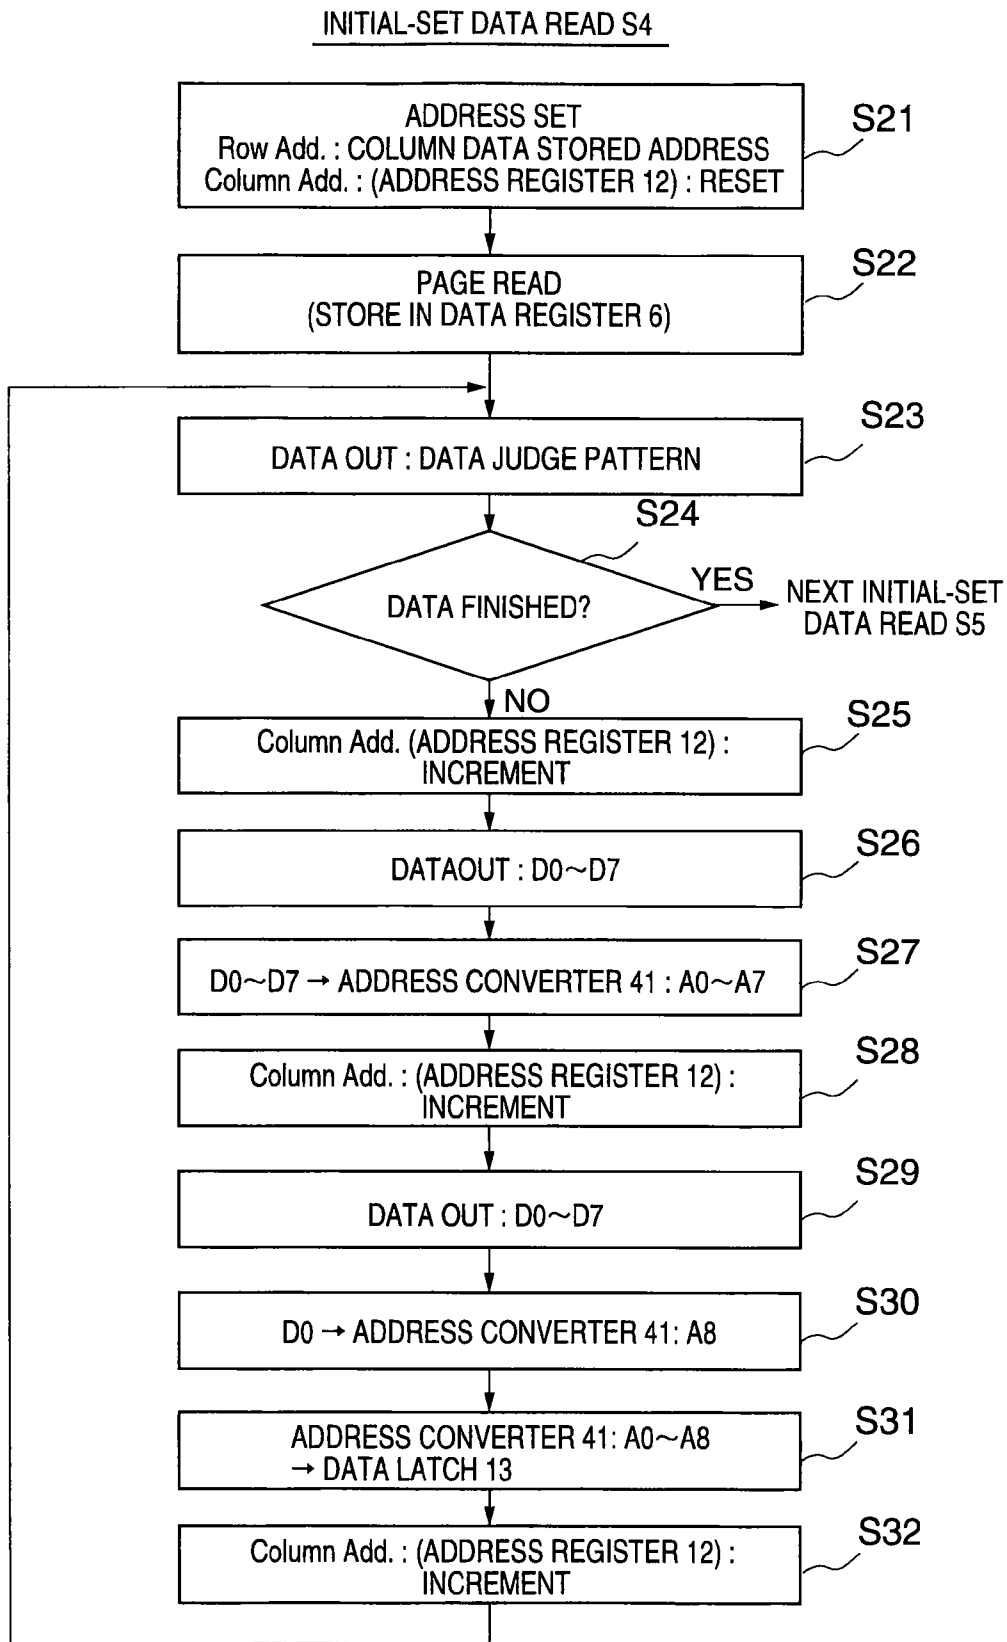 INITIAL-SET DATA READ S4
ADDRESS SET
Row Add. : COLUMN DATA STORED ADDRESS
Column Add. : (ADDRESS REGISTER 12) : RESET
S21
PAGE READ
(STORE IN DATA REGISTER 6)
S22
DATA OUT : DATA JUDGE PATTERN
S23
S24
DATA FINISHED?
YES
NEXT INITIAL-SET
DATA READ S5
NO
Column Add. (ADDRESS REGISTER 12) :
INCREMENT
S25
DATAOUT : D0~D7
S26
D0~D7 → ADDRESS CONVERTER 41 : A0~A7
S27
Column Add. : (ADDRESS REGISTER 12) :
INCREMENT
S28
DATA OUT : D0~D7
S29
D0 → ADDRESS CONVERTER 41: A8
S30
ADDRESS CONVERTER 41: A0~A8
→ DATA LATCH 13
S31
Column Add. : (ADDRESS REGISTER 12) :
INCREMENT
S32